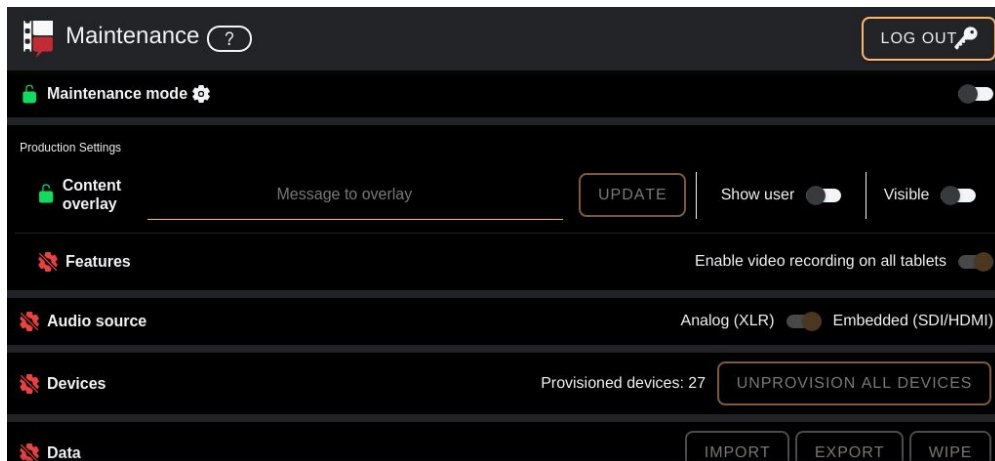 Maintenance ?
LOG OUT
Maintenance mode
Production Settings
Content overlay
Message to overlay
UPDATE
Show user
Visible
Features
Enable video recording on all tablets
Audio source
Analog (XLR)
Embedded (SDI/HDMI)
Devices
Provisioned devices: 27
UNPROVISION ALL DEVICES
Data
IMPORT
EXPORT
WIPE